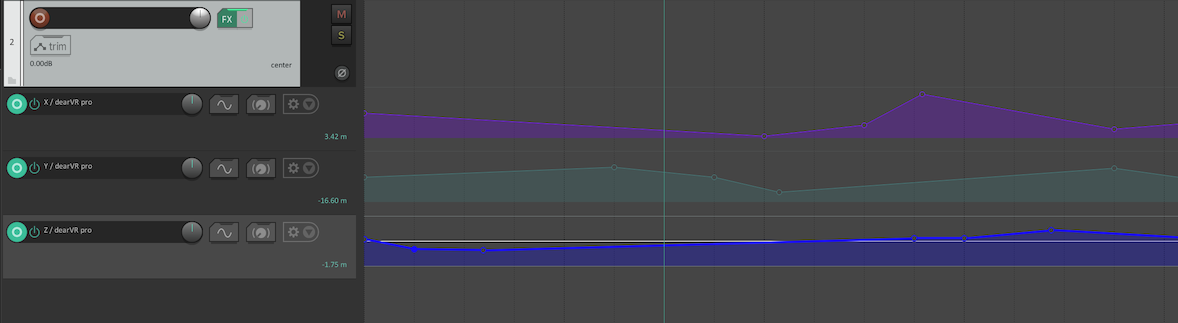 FX
M
2
S
trim
0.00dB
center
X / dearVR pro
3.42 m
Y / dearVR pro
-16.60 m
Z / dearVR pro
-1.75 m